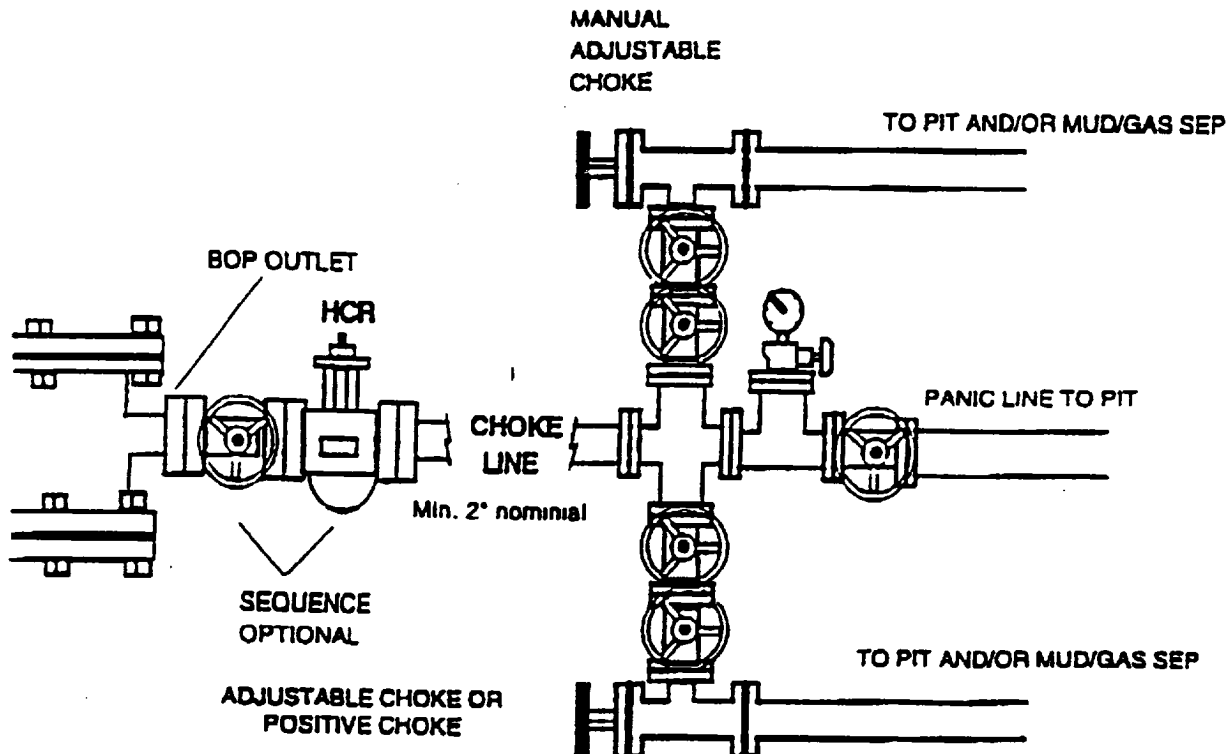 MANUAL
ADJUSTABLE
CHOKE
TO PIT AND/OR MUD/GAS SEP
BOP OUTLET
HCR
PANIC LINE TO PIT
CHOKE
LINE
Min. 2" nominial
SEQUENCE
OPTIONAL
TO PIT AND/OR MUD/GAS SEP
ADJUSTABLE CHOKE OR
POSITIVE CHOKE